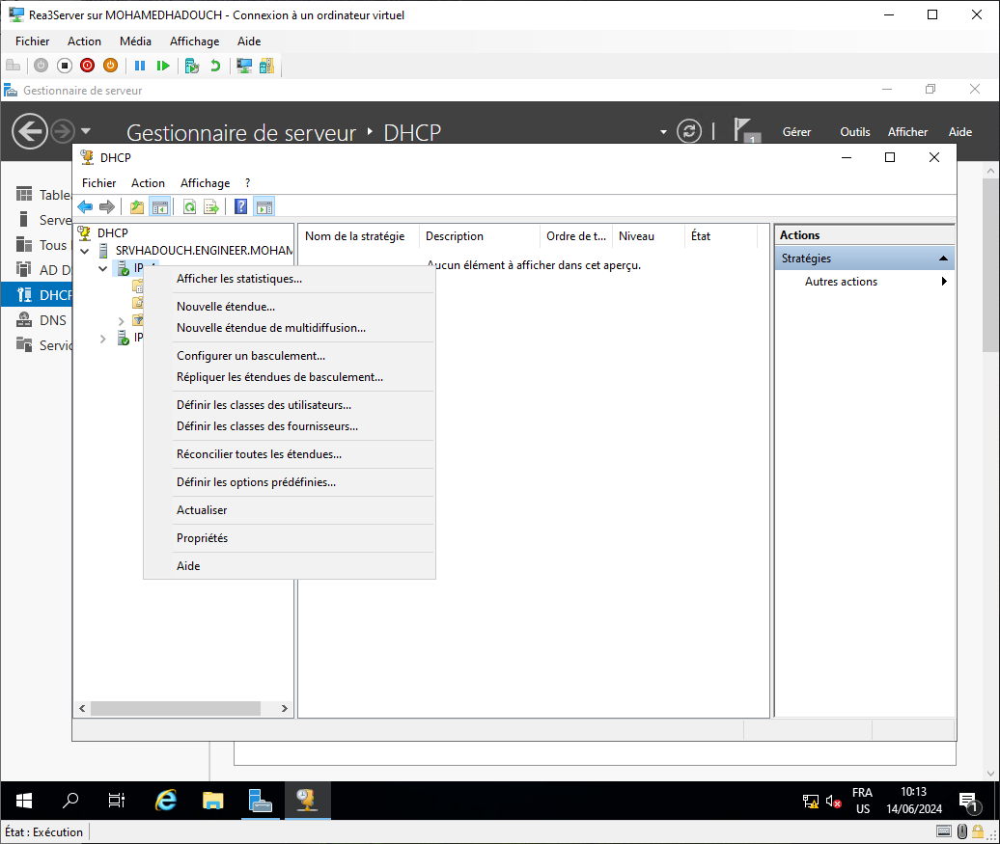 Rea3Server sur MOHAMEDHADOUCH - Connexion à un ordinateur virtuel
Fichier Action Média Affichage Aide
Gestionnaire de serveur
Gestionnaire de serveur DHCP
1 Gérer Outils Afficher Aide
DHCP
Fichier Action Affichage ?
Table
Serve
Tous
AD D
DHCP
DNS
Servic
DHCP
SRVHADOUCH.ENGINEER.MOHAM
IP
IP
Nom de la stratégie Description Ordre de t... Niveau État
Aucun élément à afficher dans cet aperçu.
Actions
Stratégies
Autres actions
Afficher les statistiques...
Nouvelle étendue...
Nouvelle étendue de multidiffusion...
Configurer un basculement...
Répliquer les étendues de basculement...
Définir les classes des utilisateurs...
Définir les classes des fournisseurs...
Réconcilier toutes les étendues...
Définir les options prédéfinies...
Actualiser
Propriétés
Aide
FRA
US
10:13
14/06/2024
1
État : Exécution